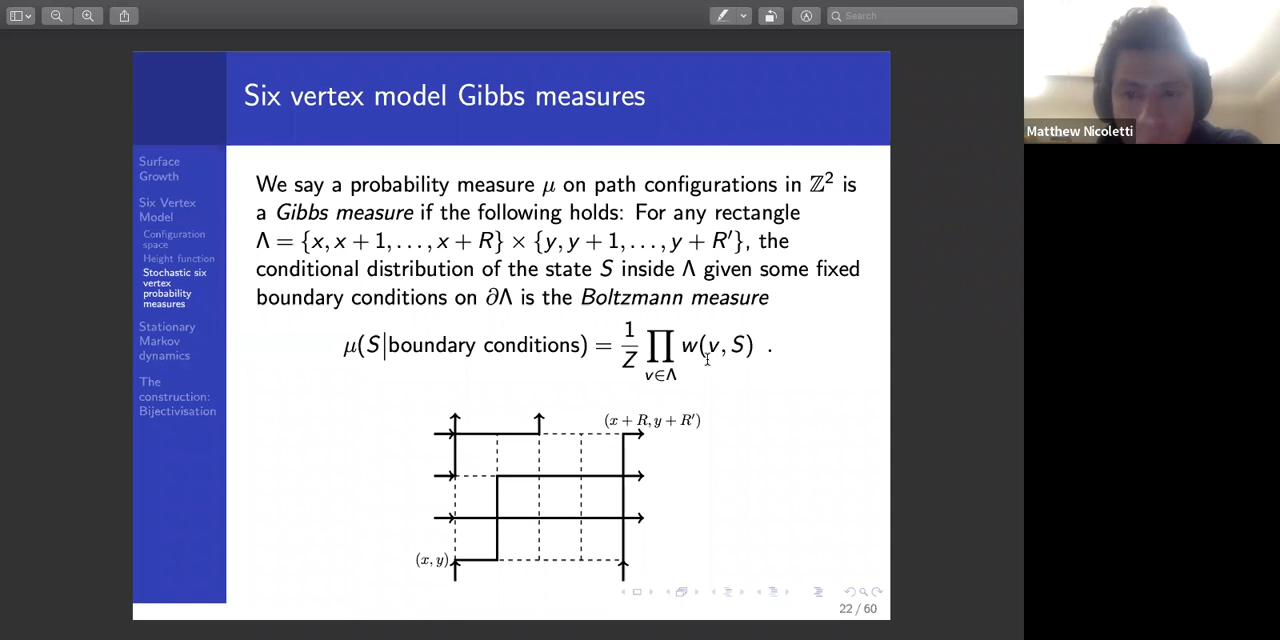 Search
Six vertex model Gibbs measures
Matthew Nicoletti
Surface
Growth
Six Vertex
Model
Configuration
space
Height function
Stochastic six
vertex
probability
measures
Stationary
Markov
dynamics
The
construction:
Bijectivisation
We say a probability measure μ on path configurations in ℤ² is
a Gibbs measure if the following holds: For any rectangle
Λ = {x, x + 1, . . . , x + R} × {y, y + 1, . . . , y + R′}, the
conditional distribution of the state S inside Λ given some fixed
boundary conditions on ∂Λ is the Boltzmann measure
μ(S|boundary conditions) = 1/Z ∏ v∈Λ w(v, S) .
(x + R, y + R′)
(x, y)
22 / 60